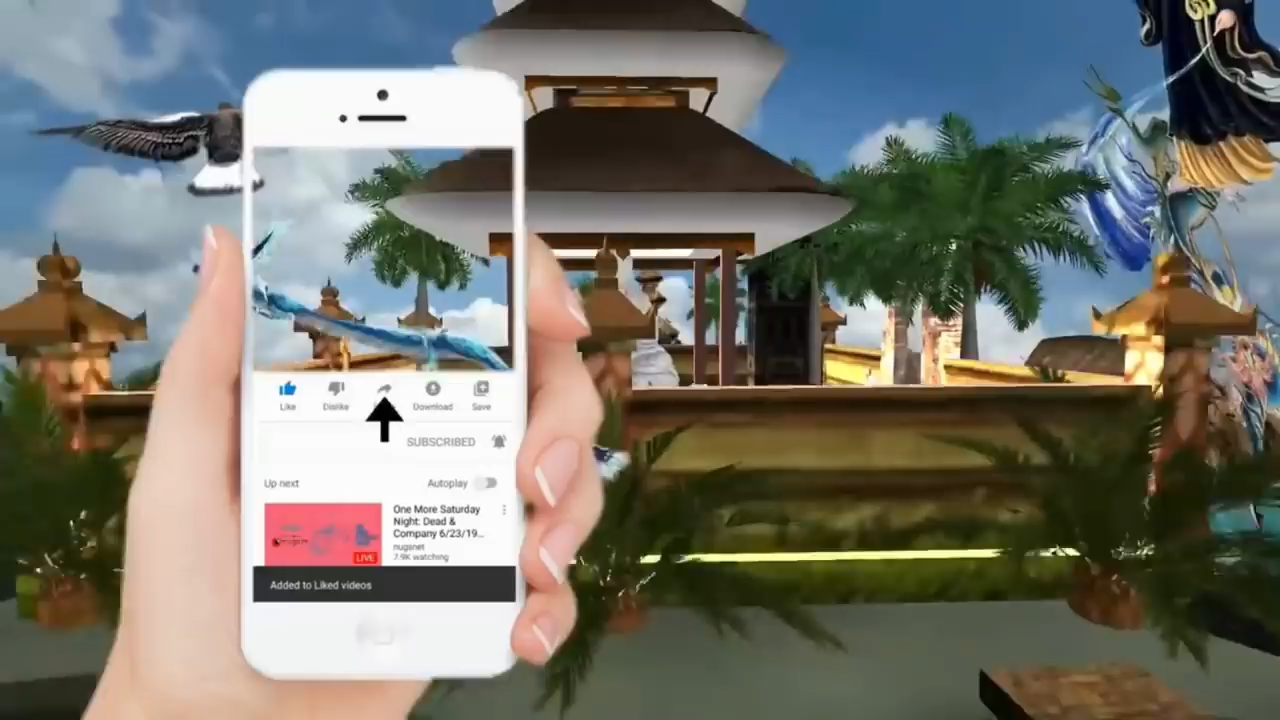 Like
Dislike
Download
Save
SUBSCRIBED
Up next
Autoplay
One More Saturday
Night: Dead &
Company 6/23/19...
nugsnet
7.9K watching
LIVE
Added to Liked videos